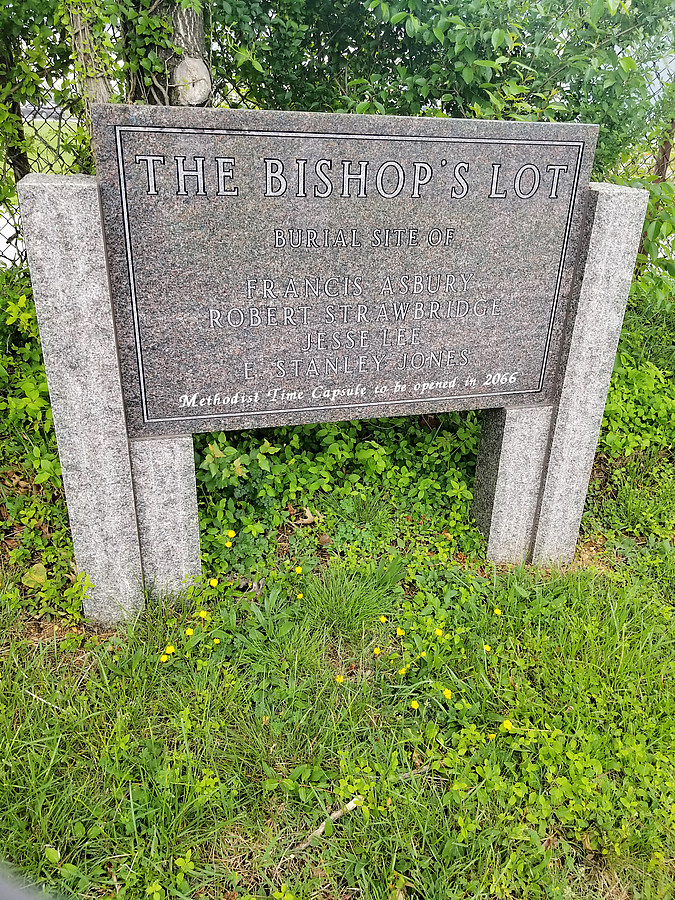 THE BISHOP'S LOT
BURIAL SITE OF
FRANCIS ASBURY
ROBERT STRAWBRIDGE
JESSE LEE
E. STANLEY JONES
Methodist Time Capsule to be opened in 2066